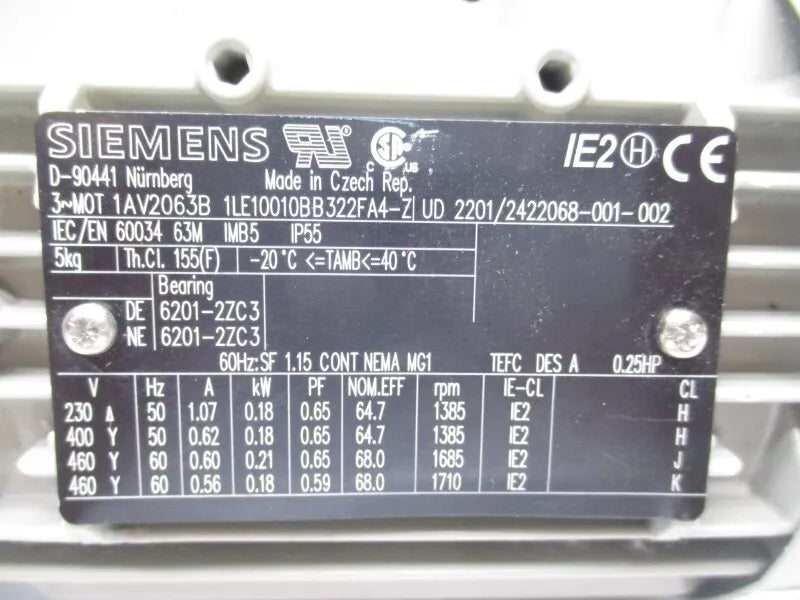 SIEMENS RU ® C SA US IE2 H CE
D-90441 Nürnberg Made in Czech Rep.
3~MOT 1AV2063B 1LE10010BB322FA4-Z UD 2201/2422068-001-002
IEC/EN 60034 63M IMB5 IP55
5kg Th.Cl. 155(F) -20°C <=TAMB<=40°C
Bearing
DE 6201-2ZC3
NE 6201-2ZC3
60Hz:SF 1.15 CONT NEMA MG1 TEFC DES A 0.25HP
V Hz A kW PF NOM.EFF rpm IE-CL CL
230 Δ 50 1.07 0.18 0.65 64.7 1385 IE2 H
400 Y 50 0.62 0.18 0.65 64.7 1385 IE2 H
460 Y 60 0.60 0.21 0.65 68.0 1685 IE2 J
460 Y 60 0.56 0.18 0.59 68.0 1710 IE2 K